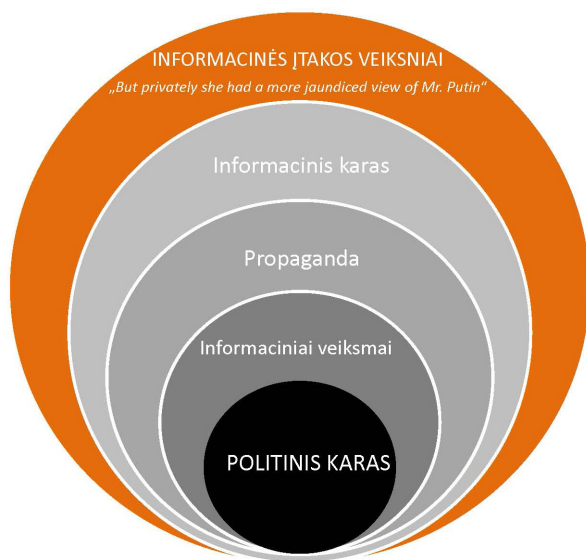 INFORMACINĖS ĮTAKOS VEIKSNIAI
„But privately she had a more jaundiced view of Mr. Putin“
Informacinis karas
Propaganda
Informaciniai veiksmai
POLITINIS KARAS